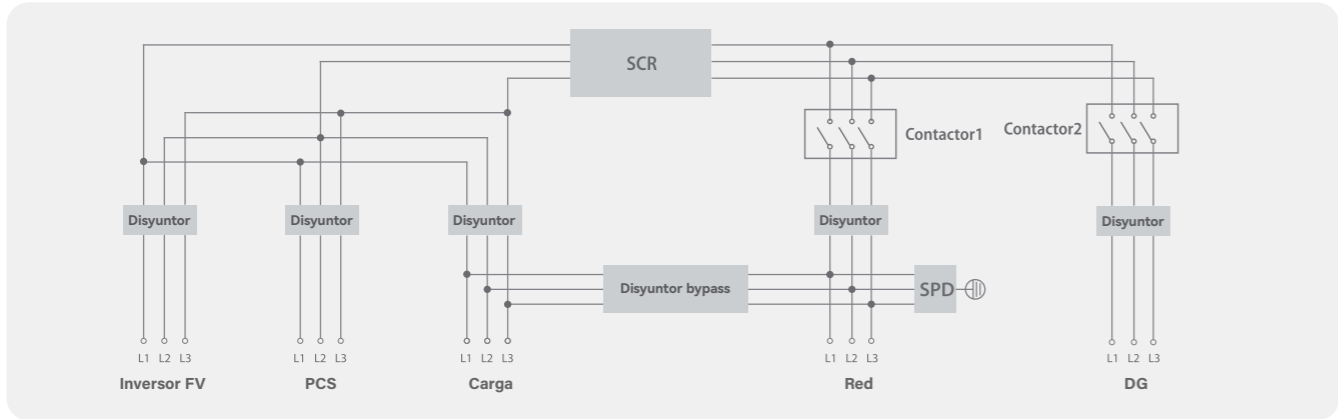 SCR
Contactor1
Contactor2
Disyuntor
Disyuntor
Disyuntor
Disyuntor
Disyuntor
Disyuntor bypass
SPD
L1 L2 L3
L1 L2 L3
L1 L2 L3
L1 L2 L3
L1 L2 L3
Inversor FV
PCS
Carga
Red
DG